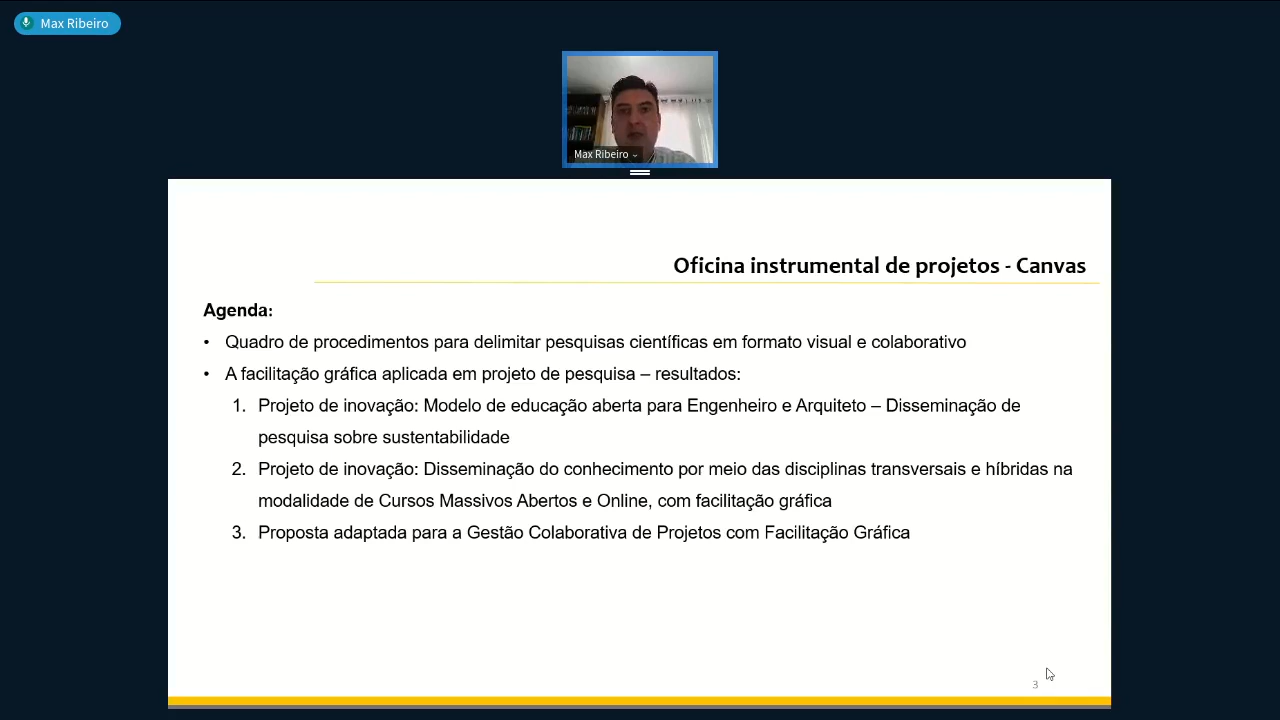 Max Ribeiro
Max Ribeiro
Oficina instrumental de projetos - Canvas
Agenda:
• Quadro de procedimentos para delimitar pesquisas científicas em formato visual e colaborativo
• A facilitação gráfica aplicada em projeto de pesquisa – resultados:
1. Projeto de inovação: Modelo de educação aberta para Engenheiro e Arquiteto – Disseminação de
pesquisa sobre sustentabilidade
2. Projeto de inovação: Disseminação do conhecimento por meio das disciplinas transversais e híbridas na
modalidade de Cursos Massivos Abertos e Online, com facilitação gráfica
3. Proposta adaptada para a Gestão Colaborativa de Projetos com Facilitação Gráfica
3